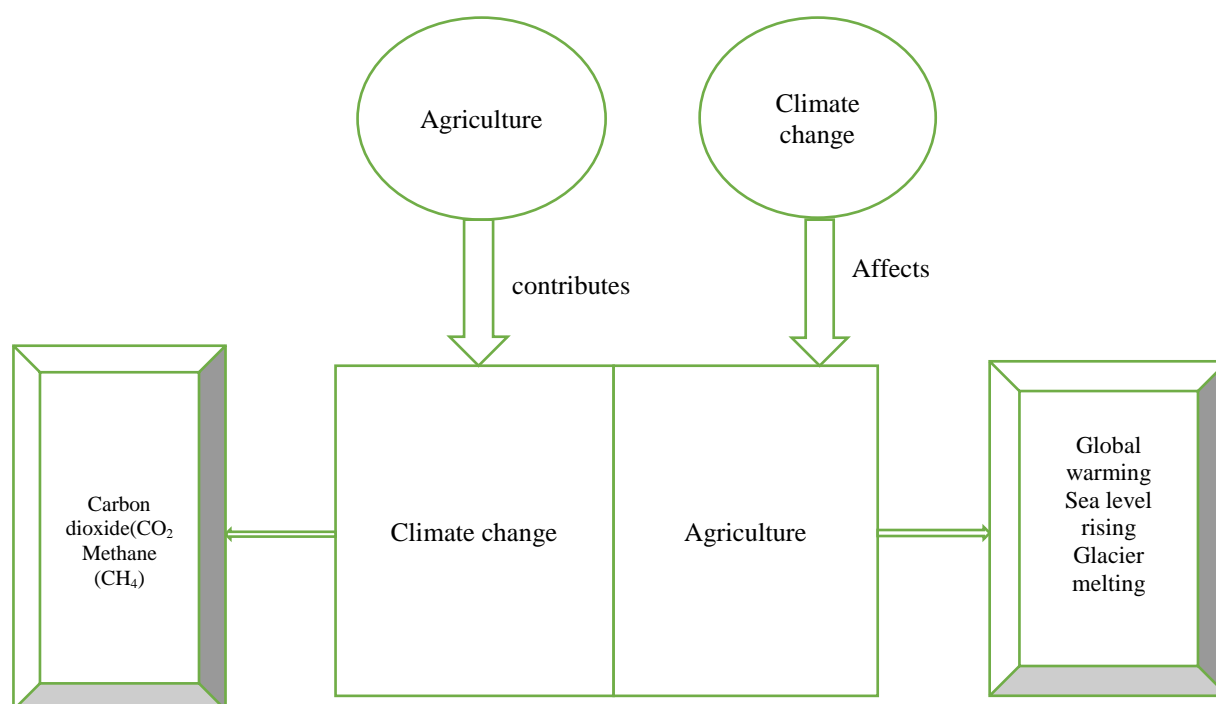 Agriculture
Climate
change
contributes
Affects
Carbon
dioxide(CO₂
Methane
(CH₄)
Climate change
Agriculture
Global
warming
Sea level
rising
Glacier
melting